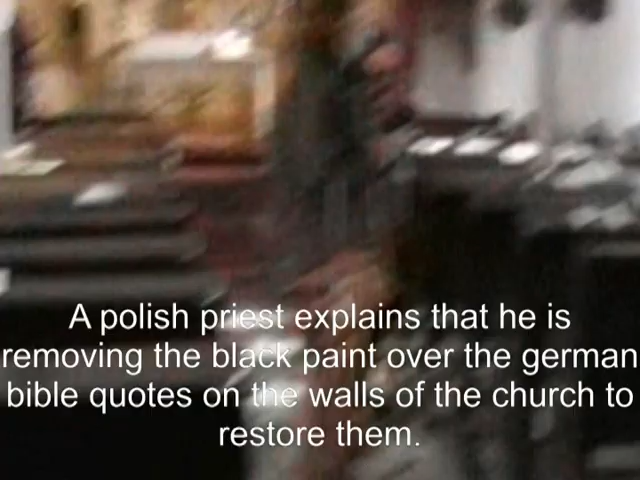 A polish priest explains that he is
removing the black paint over the german
bible quotes on the walls of the church to
restore them.